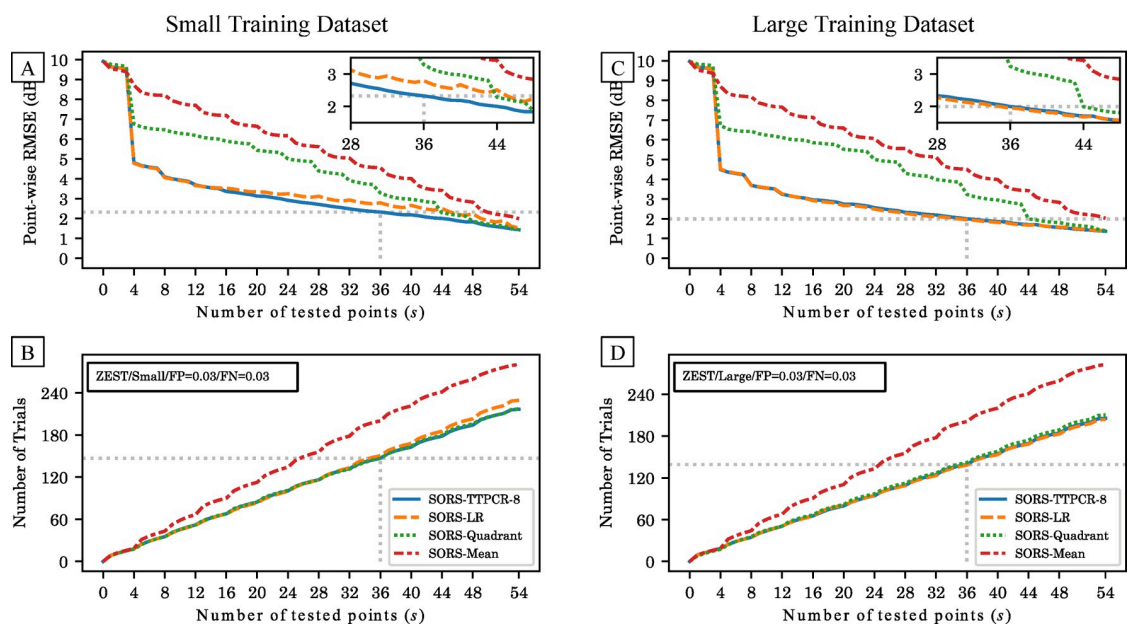 Small Training Dataset
Large Training Dataset
A
Point-wise RMSE (dB)
10
9
8
7
6
5
4
3
2
1
0
3
2
28 36 44
0 4 8 12 16 20 24 28 32 36 40 44 48 54
Number of tested points (s)
C
Point-wise RMSE (dB)
10
9
8
7
6
5
4
3
2
1
0
3
2
28 36 44
0 4 8 12 16 20 24 28 32 36 40 44 48 54
Number of tested points (s)
B
Number of Trials
240
180
120
60
0
ZEST/Small/FP=0.03/FN=0.03
SORS-TTPCR-8
SORS-LR
SORS-Quadrant
SORS-Mean
0 4 8 12 16 20 24 28 32 36 40 44 48 54
Number of tested points (s)
D
Number of Trials
240
180
120
60
0
ZEST/Large/FP=0.03/FN=0.03
SORS-TTPCR-8
SORS-LR
SORS-Quadrant
SORS-Mean
0 4 8 12 16 20 24 28 32 36 40 44 48 54
Number of tested points (s)